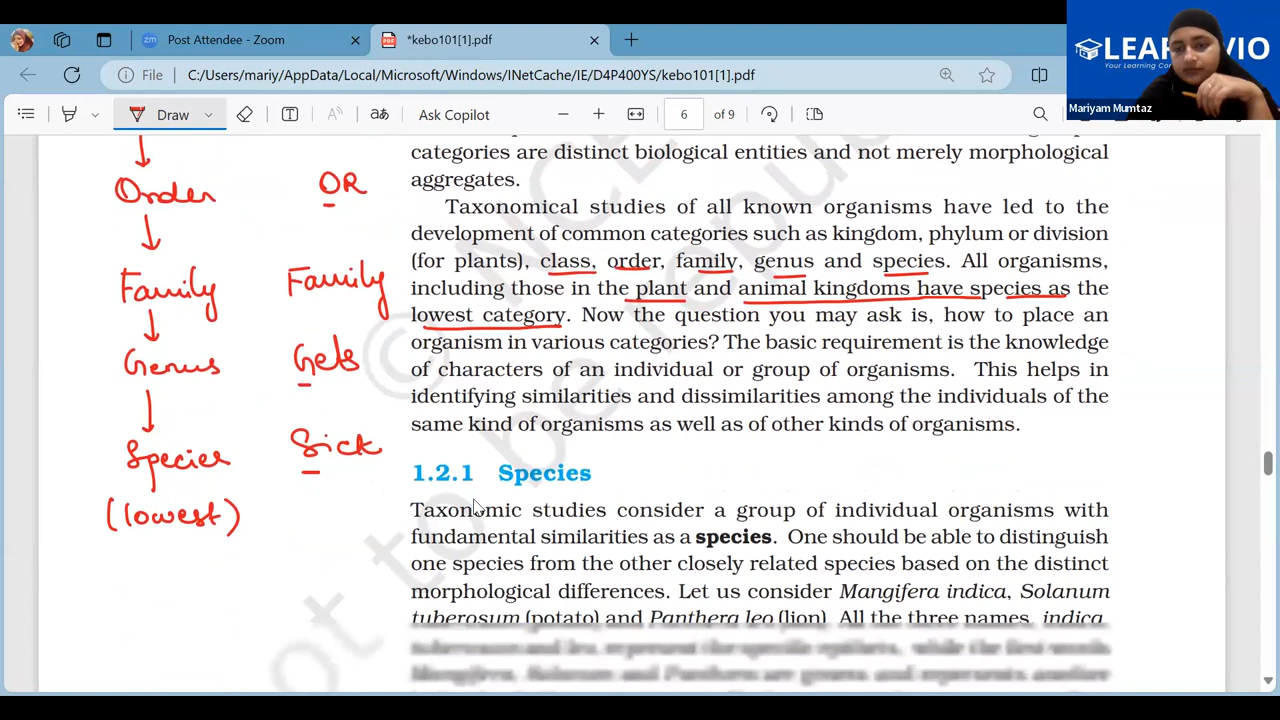 Post Attendee - Zoom
*kebo101[1].pdf
File
C:/Users/mariy/AppData/Local/Microsoft/Windows/INetCache/IE/D4P400YS/kebo101[1].pdf
LEAR
VIO
Your Learning Co
Mariyam Mumtaz
Draw
Ask Copilot
6
of 9
categories are distinct biological entities and not merely morphological
aggregates.
Taxonomical studies of all known organisms have led to the
development of common categories such as kingdom, phylum or division
(for plants), class, order, family, genus and species. All organisms,
including those in the plant and animal kingdoms have species as the
lowest category. Now the question you may ask is, how to place an
organism in various categories? The basic requirement is the knowledge
of characters of an individual or group of organisms. This helps in
identifying similarities and dissimilarities among the individuals of the
same kind of organisms as well as of other kinds of organisms.
1.2.1 Species
Taxonomic studies consider a group of individual organisms with
fundamental similarities as a species. One should be able to distinguish
one species from the other closely related species based on the distinct
morphological differences. Let us consider Mangifera indica, Solanum
tuberosum (potato) and Panthera leo (lion). All the three names, indica,
Order OR
Family Family
Genus Gets
Species Sick
(lowest)
© NCE
not to be repu